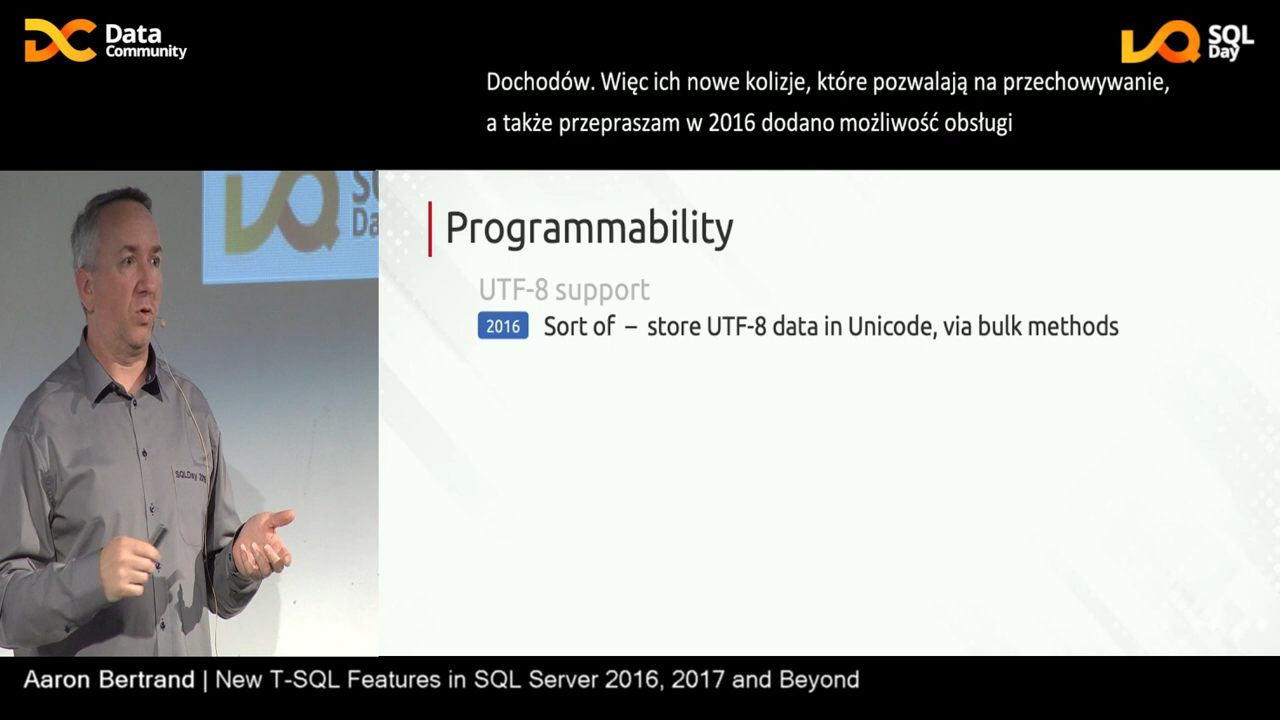 Data
Community
SQL
Day
Dochodów. Więc ich nowe kolizje, które pozwalają na przechowywanie,
a także przepraszam w 2016 dodano możliwość obsługi
Programmability
UTF-8 support
2016 Sort of – store UTF-8 data in Unicode, via bulk methods
Aaron Bertrand | New T-SQL Features in SQL Server 2016, 2017 and Beyond